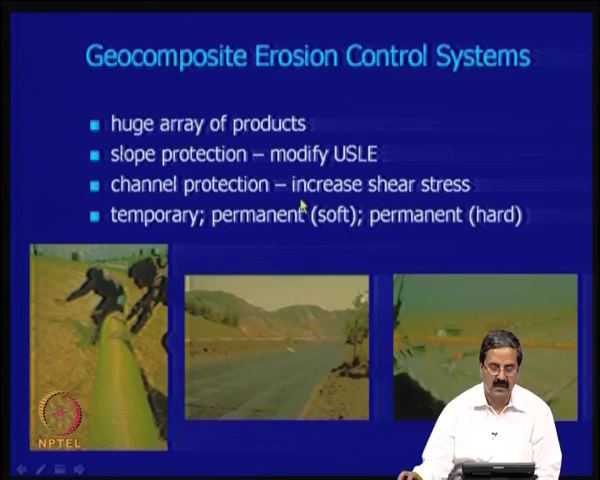 Geocomposite Erosion Control Systems
huge array of products
slope protection – modify USLE
channel protection – increase shear stress
temporary; permanent (soft); permanent (hard)
NPTEL